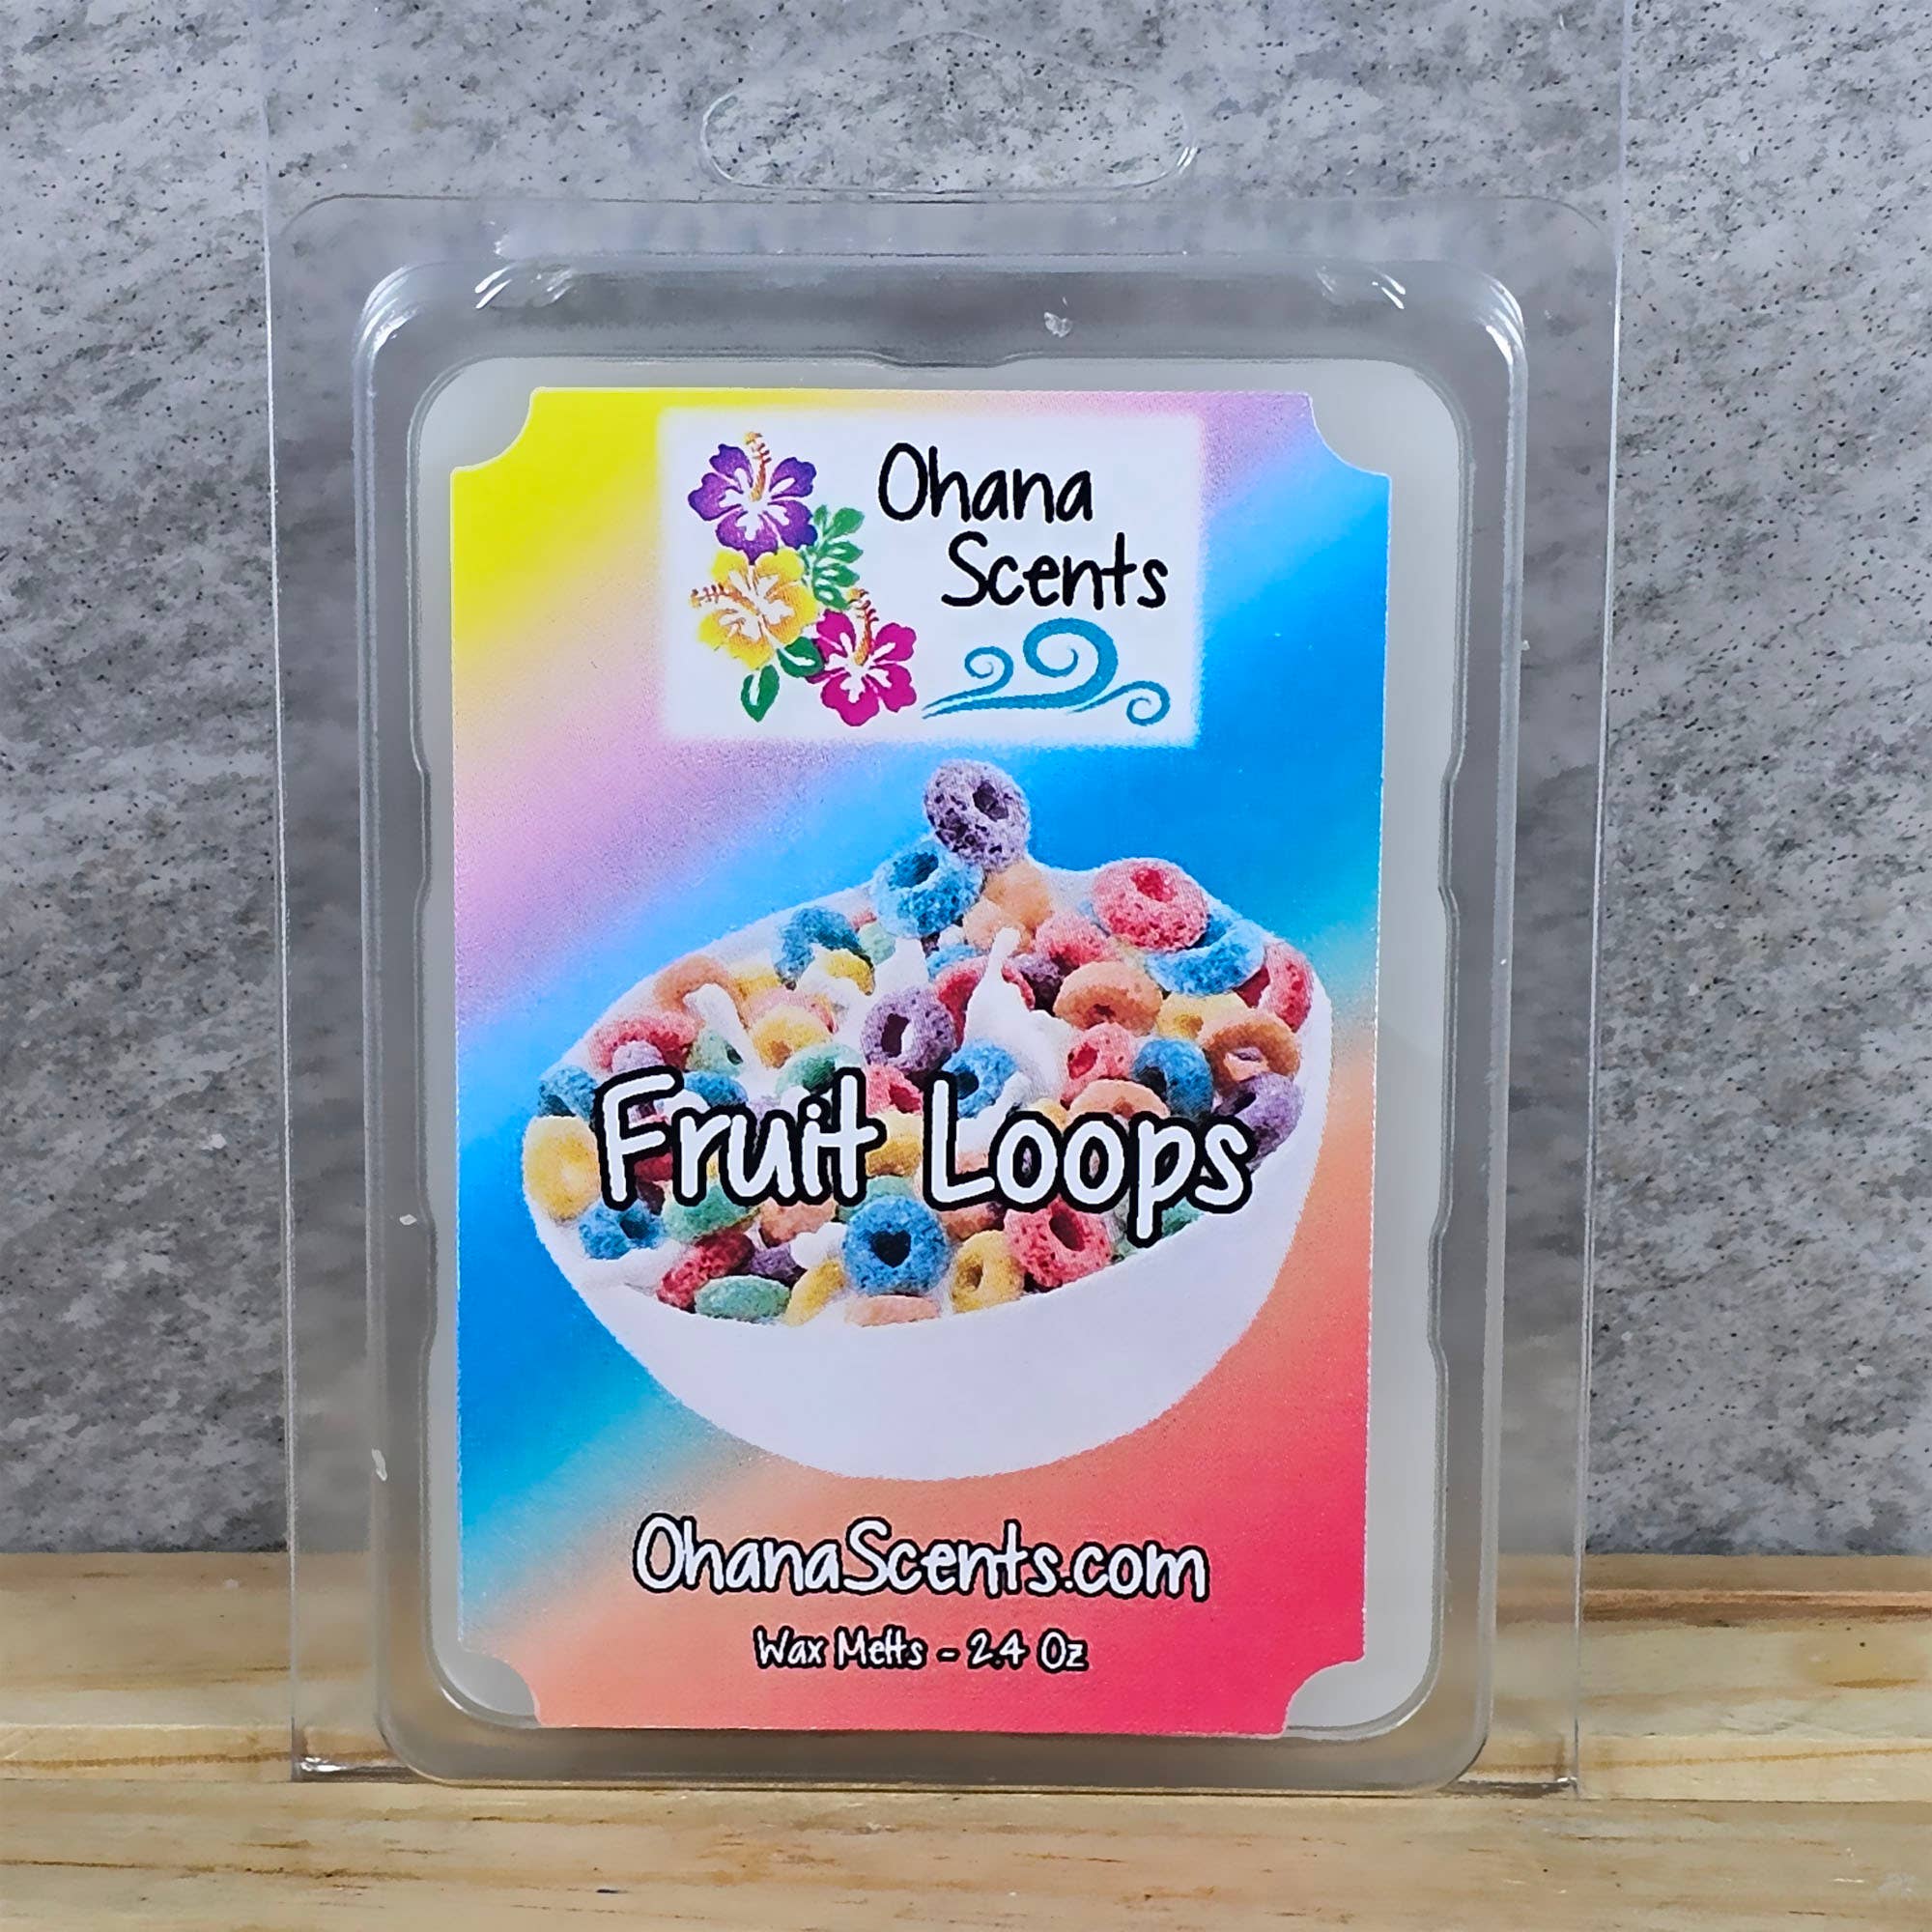 Ohana
Scents
Fruit Loops
OhanaScents.com
Wax Melts - 2.4 Oz